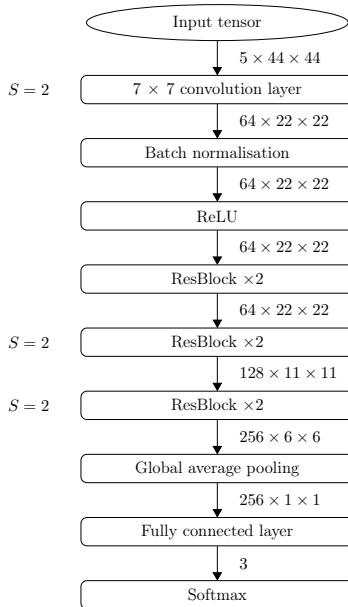 Input tensor
5 × 44 × 44
S = 2
7 × 7 convolution layer
64 × 22 × 22
Batch normalisation
64 × 22 × 22
ReLU
64 × 22 × 22
ResBlock ×2
64 × 22 × 22
S = 2
ResBlock ×2
128 × 11 × 11
S = 2
ResBlock ×2
256 × 6 × 6
Global average pooling
256 × 1 × 1
Fully connected layer
3
Softmax